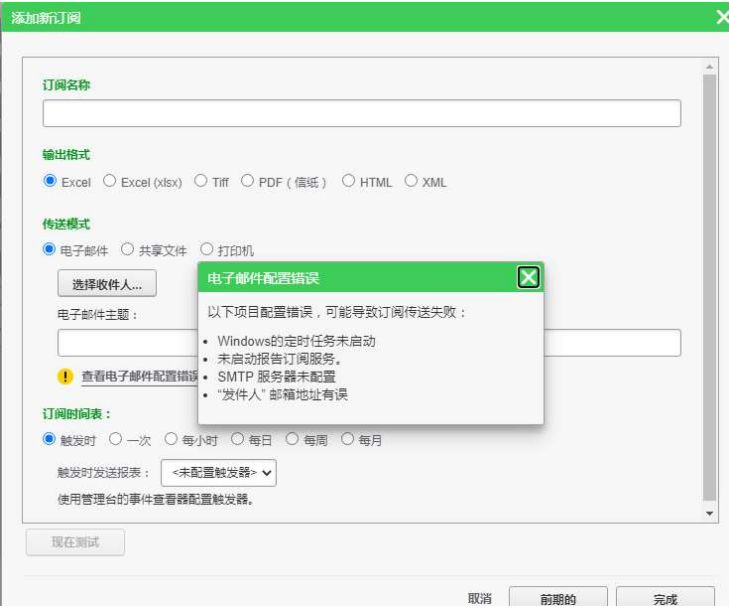 添加新订阅
订阅名称
输出格式
Excel Excel (xlsx) Tiff PDF ( 信纸 ) HTML XML
传送模式
电子邮件 共享文件 打印机
选择收件人...
电子邮件主题：
查看电子邮件配置错误
电子邮件配置错误
以下项目配置错误，可能导致订阅传送失败：
• Windows的定时任务未启动
• 未启动报告订阅服务。
• SMTP 服务器未配置
• “发件人” 邮箱地址有误
订阅时间表：
触发时 一次 每小时 每日 每周 每月
触发时发送报表： <未配置触发器>
使用管理台的事件查看器配置触发器。
现在测试
取消 前期的 完成